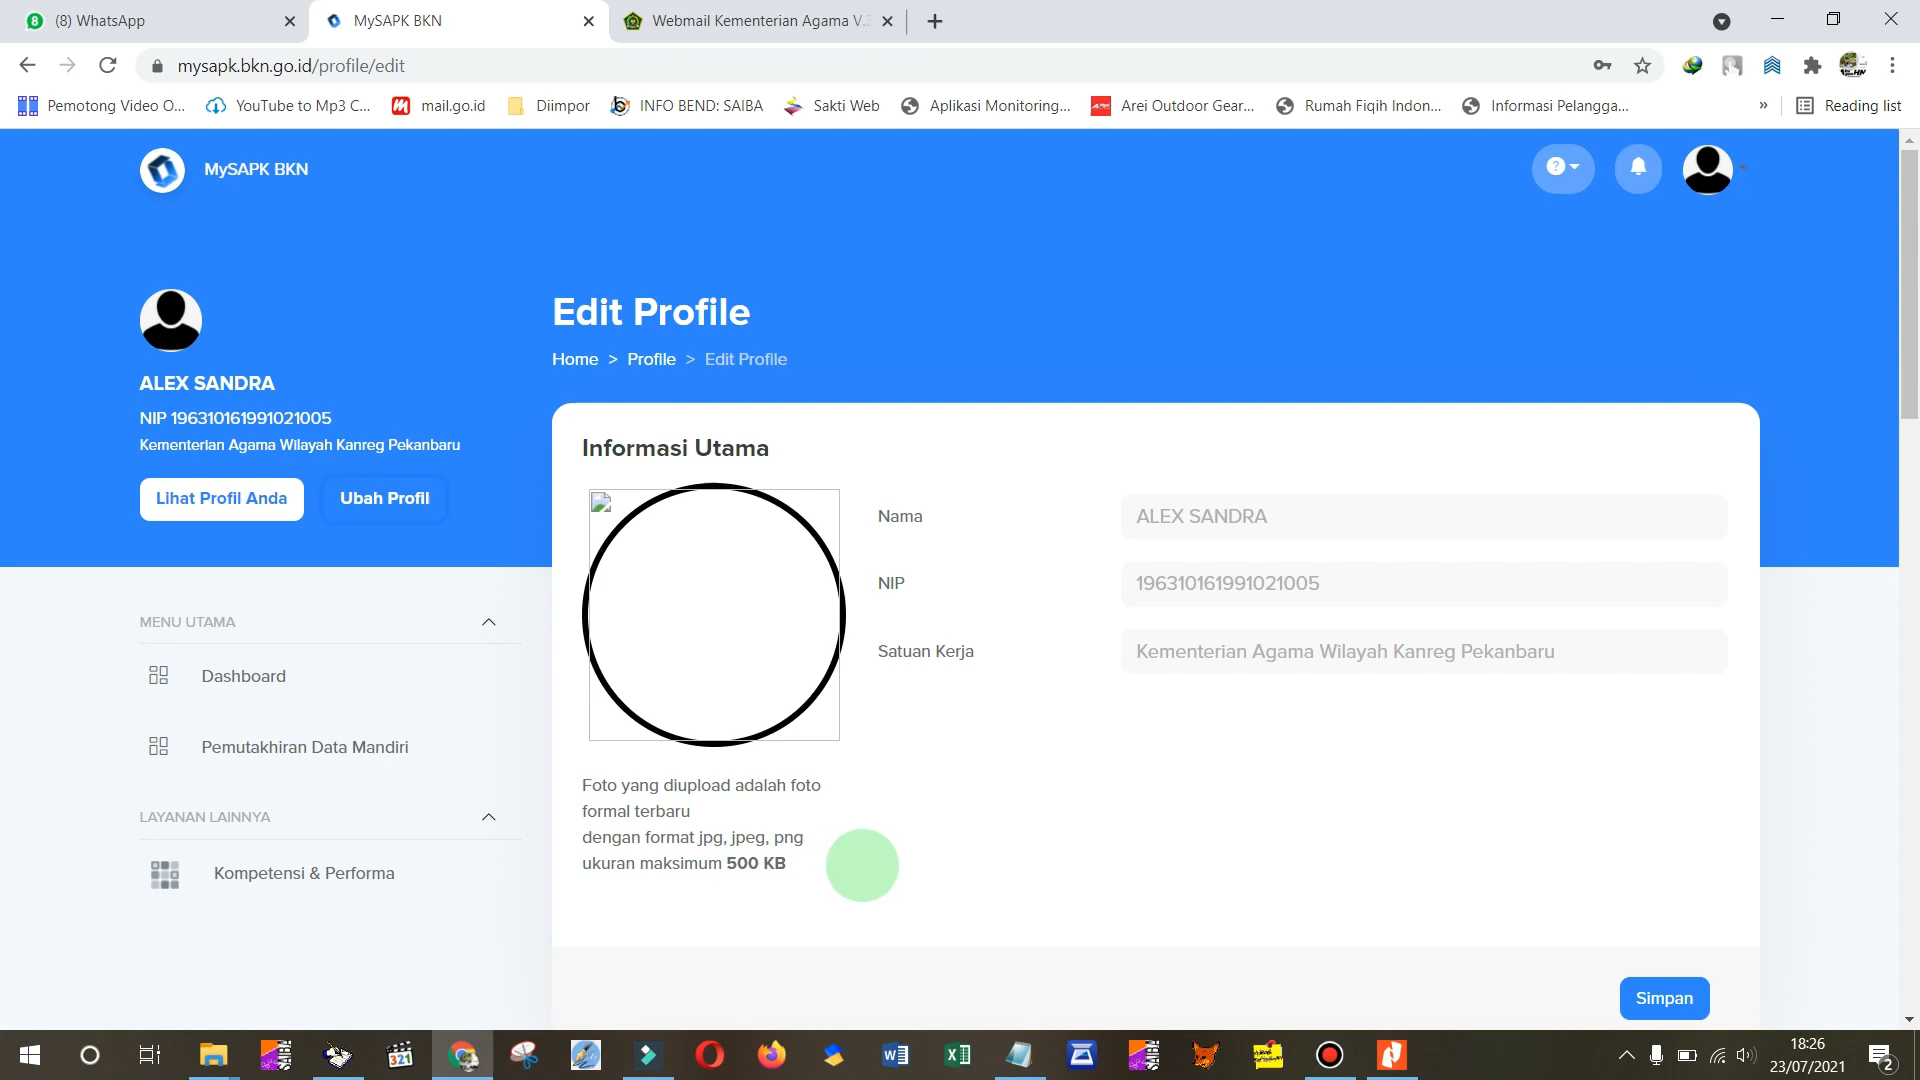 (8) WhatsApp
MySAPK BKN
Webmail Kementerian Agama V.3
mysapk.bkn.go.id/profile/edit
Pemotong Video O...
YouTube to Mp3 C...
mail.go.id
Diimpor
INFO BEND: SAIBA
Sakti Web
Aplikasi Monitoring...
Arei Outdoor Gear...
Rumah Fiqih Indon...
Informasi Pelangga...
»
Reading list
MySAPK BKN
ALEX SANDRA
NIP 196310161991021005
Kementerian Agama Wilayah Kanreg Pekanbaru
Lihat Profil Anda
Ubah Profil
MENU UTAMA
Dashboard
Pemutakhiran Data Mandiri
LAYANAN LAINNYA
Kompetensi & Performa
Edit Profile
Home > Profile > Edit Profile
Informasi Utama
Nama
ALEX SANDRA
NIP
196310161991021005
Satuan Kerja
Kementerian Agama Wilayah Kanreg Pekanbaru
Foto yang diupload adalah foto
formal terbaru
dengan format jpg, jpeg, png
ukuran maksimum 500 KB
Simpan
321
18:26
23/07/2021
2